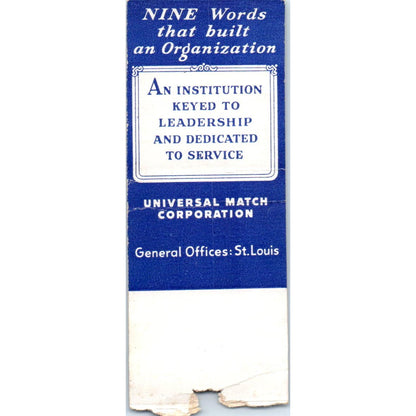 NINE Words
that built
an Organization
AN INSTITUTION
KEYED TO
LEADERSHIP
AND DEDICATED
TO SERVICE
UNIVERSAL MATCH
CORPORATION
General Offices: St. Louis